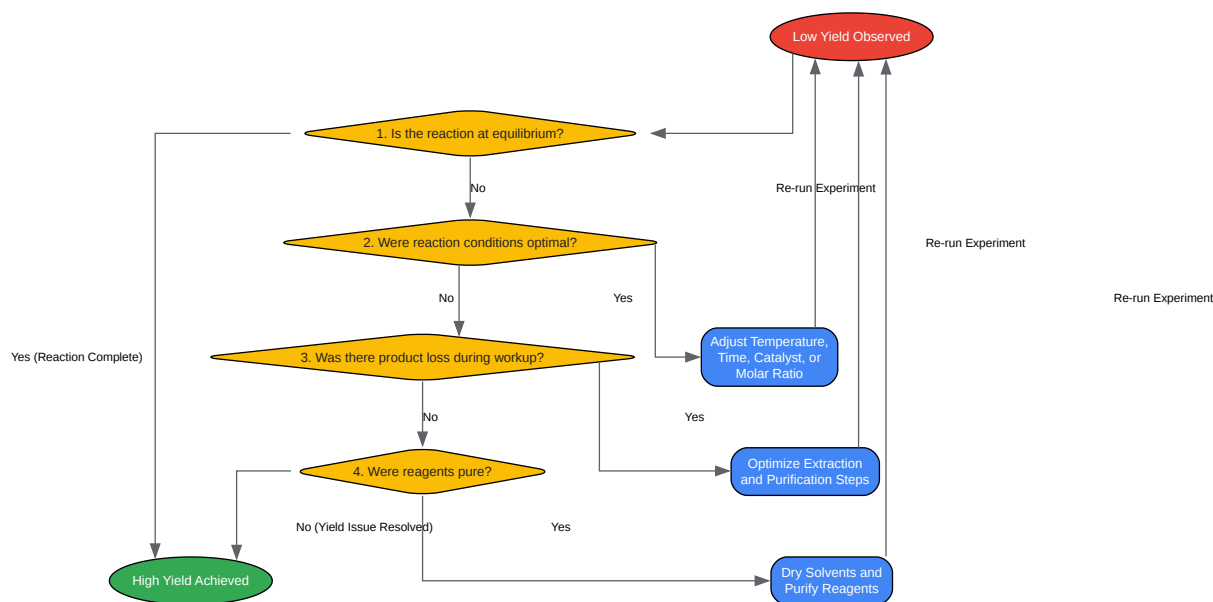 Low Yield Observed
1. Is the reaction at equilibrium?
No
Re-run Experiment
2. Were reaction conditions optimal?
Re-run Experiment
No
Yes
Re-run Experiment
Yes (Reaction Complete)
3. Was there product loss during workup?
Adjust Temperature,
Time, Catalyst, or
Molar Ratio
No
Yes
4. Were reagents pure?
Optimize Extraction
and Purification Steps
No (Yield Issue Resolved)
Yes
High Yield Achieved
Dry Solvents and
Purify Reagents